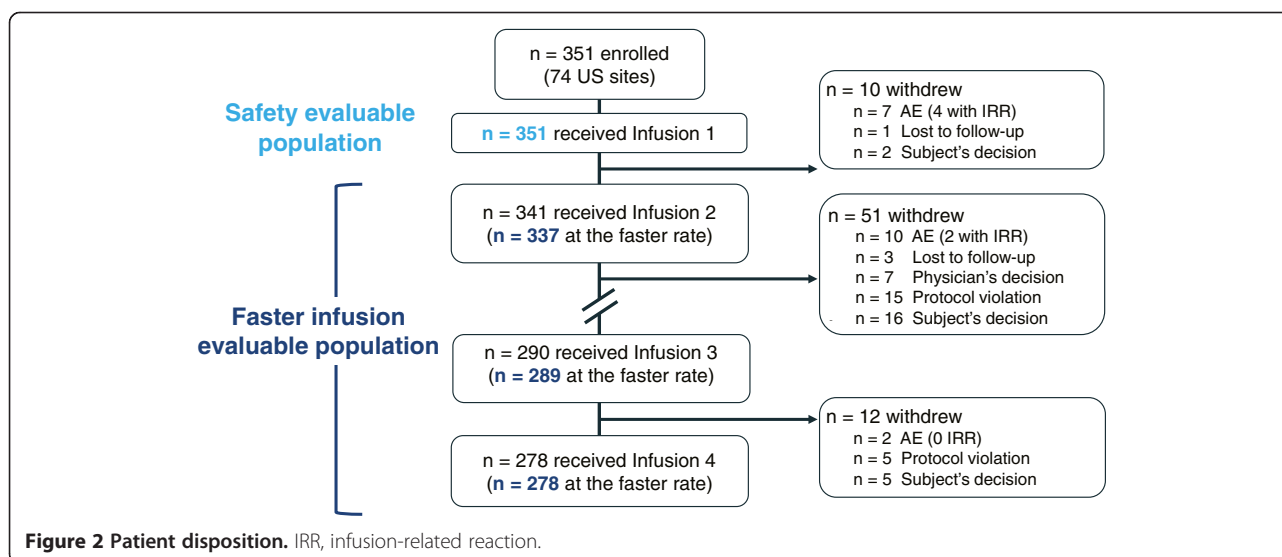 n = 351 enrolled
(74 US sites)
Safety evaluable
population
n = 351 received Infusion 1
n = 10 withdrew
n = 7 AE (4 with IRR)
n = 1 Lost to follow-up
n = 2 Subject's decision
n = 341 received Infusion 2
(n = 337 at the faster rate)
n = 51 withdrew
n = 10 AE (2 with IRR)
n = 3 Lost to follow-up
n = 7 Physician's decision
n = 15 Protocol violation
n = 16 Subject's decision
Faster infusion
evaluable population
n = 290 received Infusion 3
(n = 289 at the faster rate)
n = 12 withdrew
n = 2 AE (0 IRR)
n = 5 Protocol violation
n = 5 Subject's decision
n = 278 received Infusion 4
(n = 278 at the faster rate)
Figure 2 Patient disposition. IRR, infusion-related reaction.